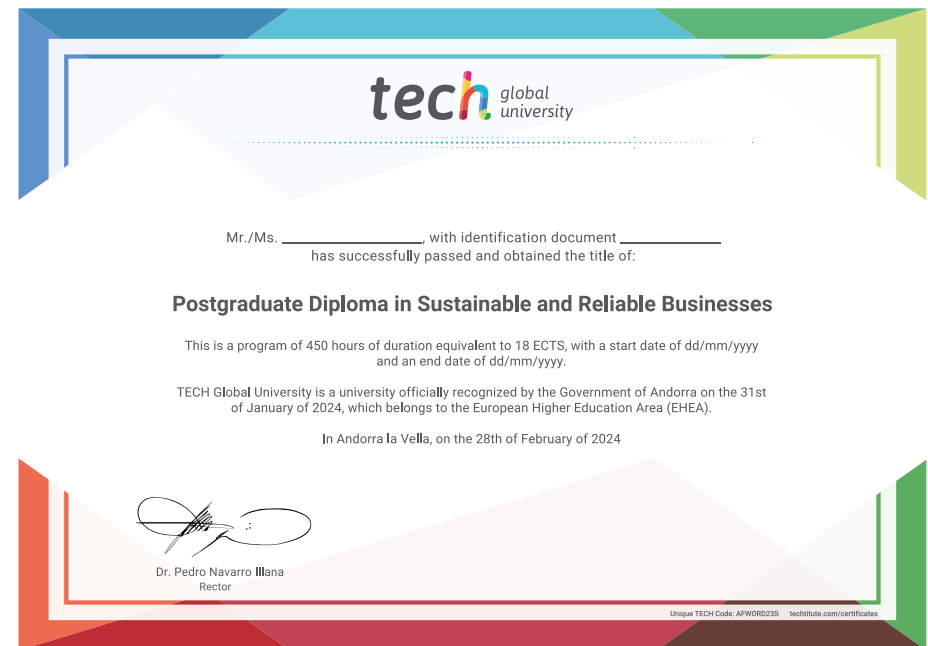 tech global
university
Mr./Ms. ____________________, with identification document ______________
has successfully passed and obtained the title of:
Postgraduate Diploma in Sustainable and Reliable Businesses
This is a program of 450 hours of duration equivalent to 18 ECTS, with a start date of dd/mm/yyyy
and an end date of dd/mm/yyyy.
TECH Global University is a university officially recognized by the Government of Andorra on the 31st
of January of 2024, which belongs to the European Higher Education Area (EHEA).
In Andorra la Vella, on the 28th of February of 2024
Dr. Pedro Navarro Illana
Rector
Unique TECH Code: AFWORD23S techtitute.com/certificates